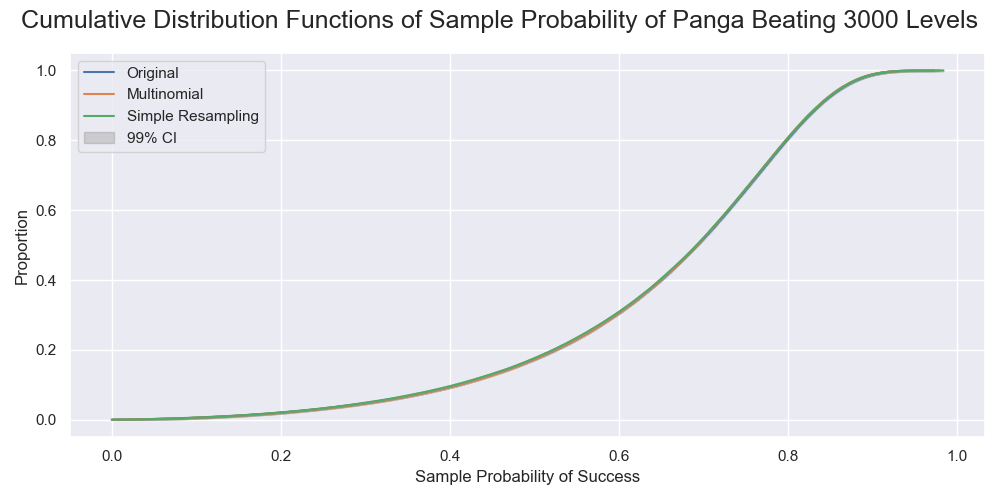 Cumulative Distribution Functions of Sample Probability of Panga Beating 3000 Levels
Original
Multinomial
Simple Resampling
99% CI
Proportion
1.0
0.8
0.6
0.4
0.2
0.0
0.0 0.2 0.4 0.6 0.8 1.0
Sample Probability of Success